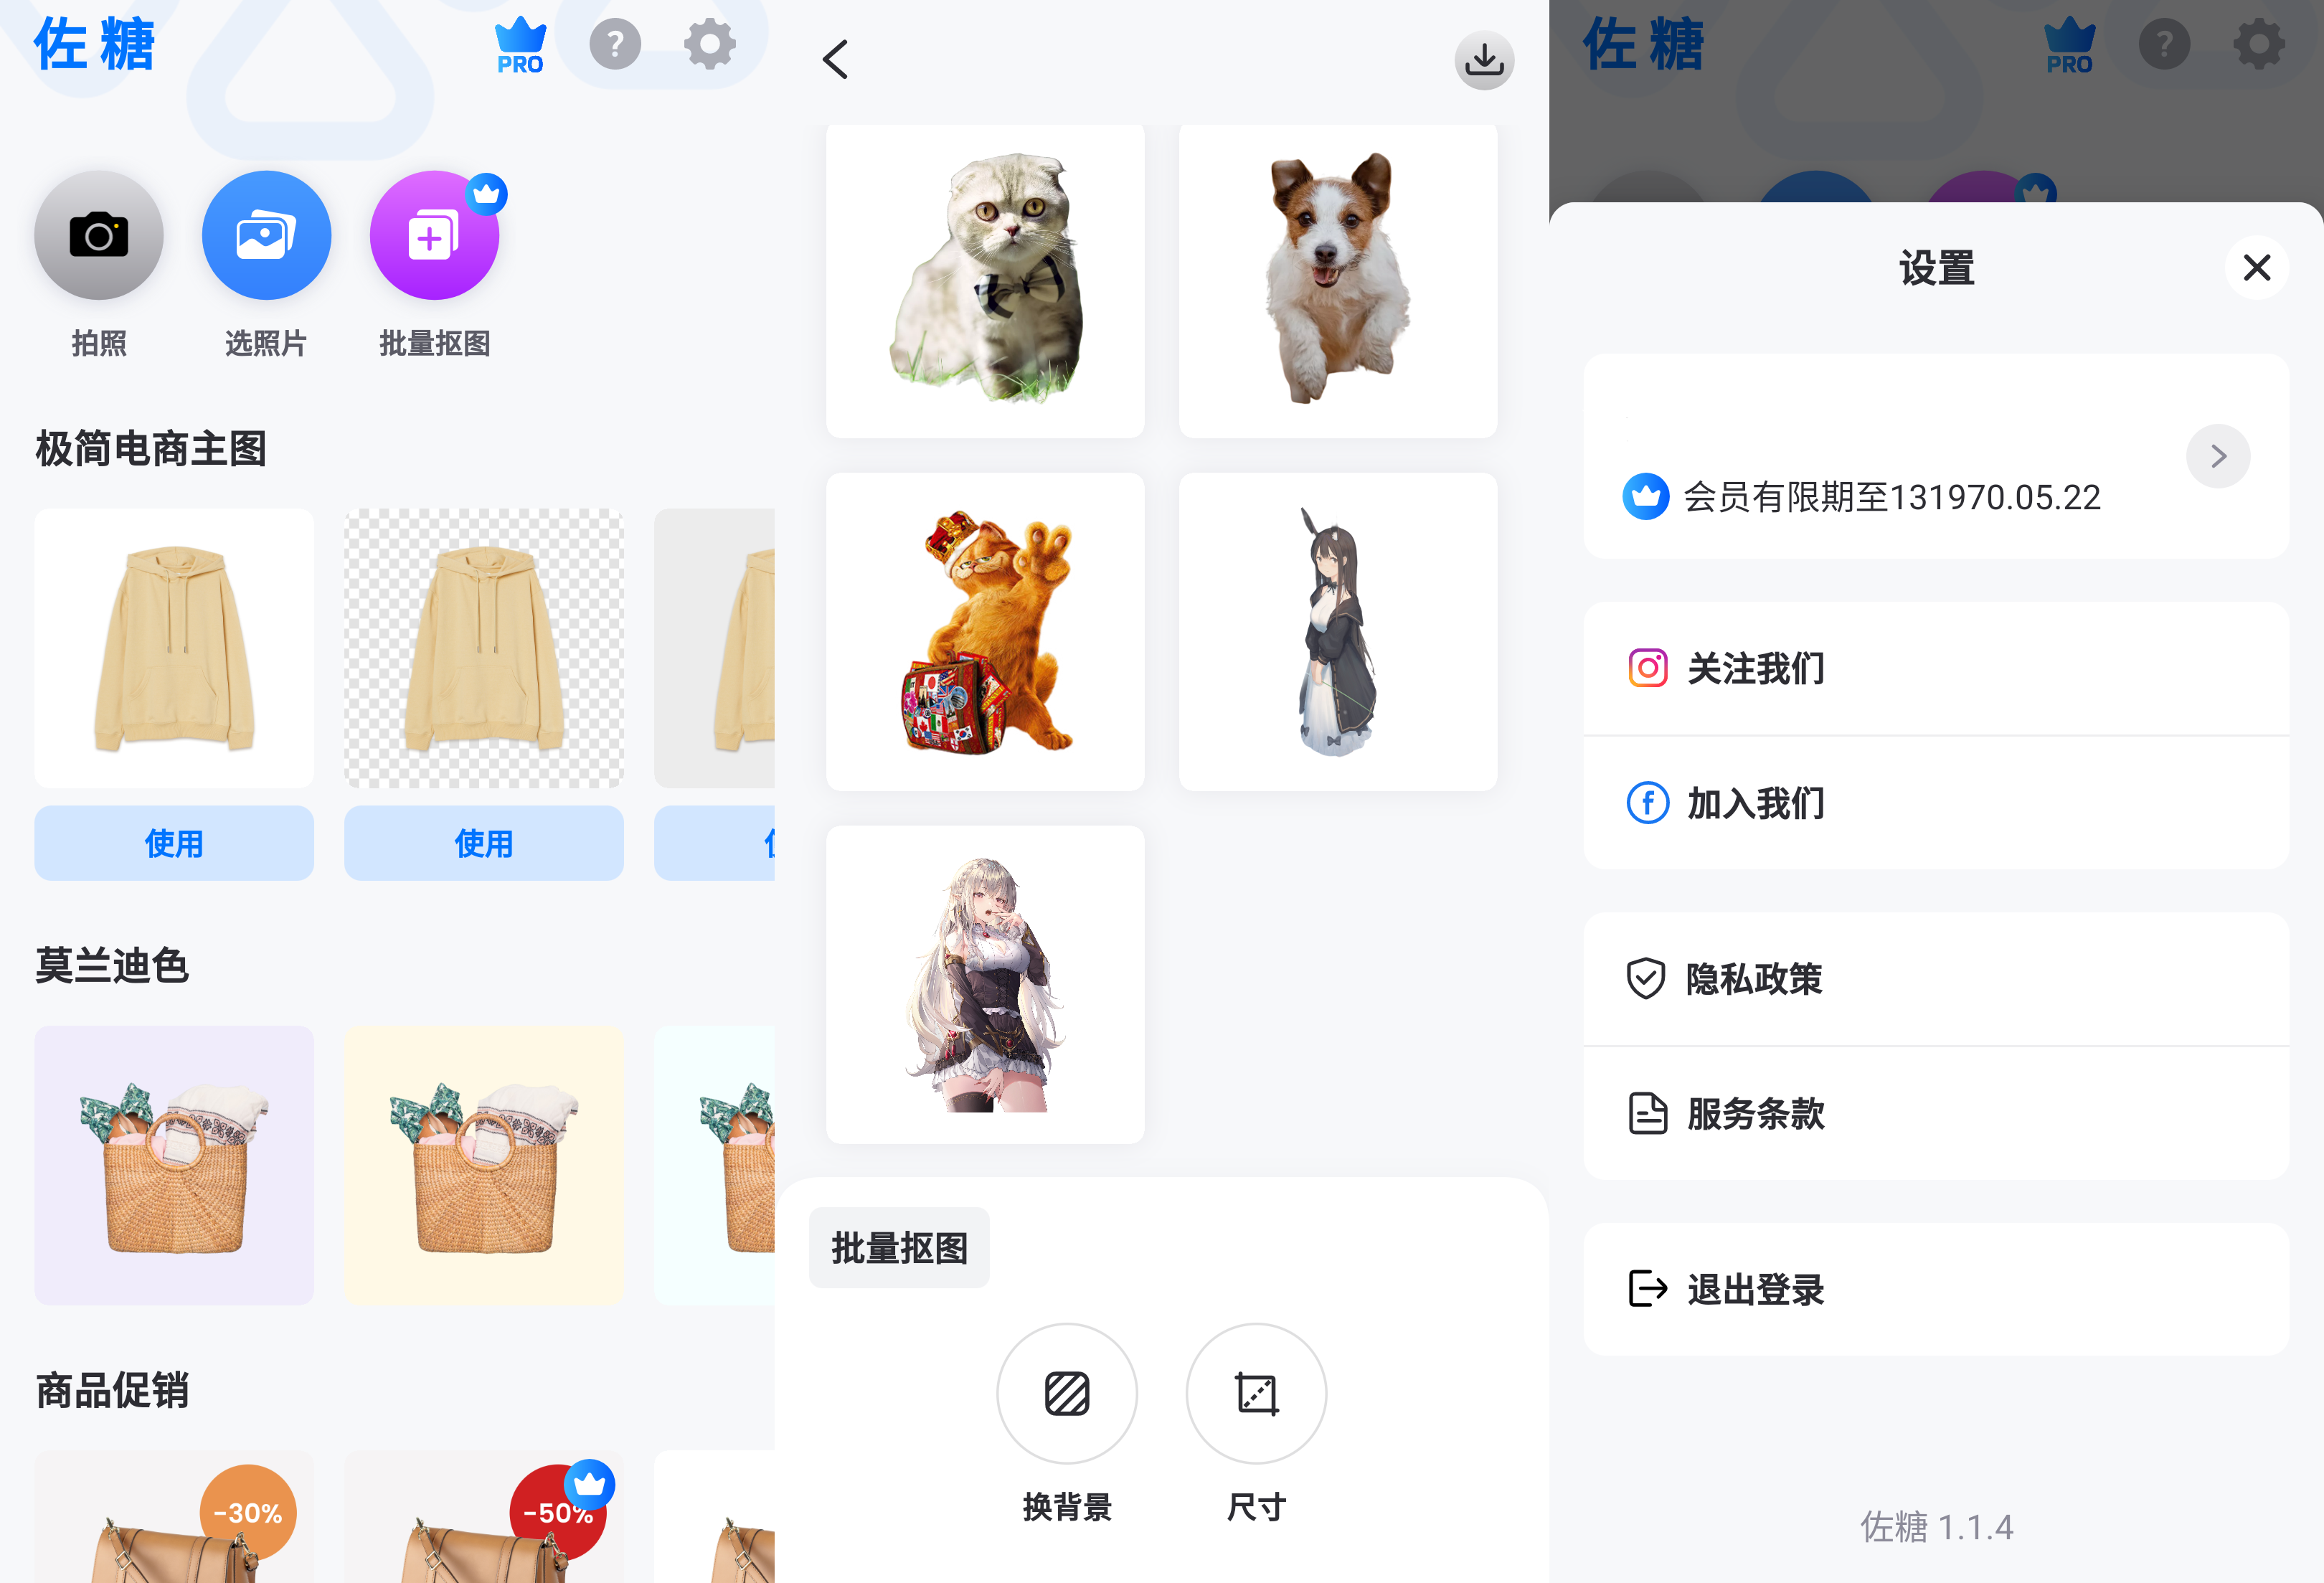 佐糖
PRO
?
拍照
选照片
批量抠图
极简电商主图
使用
使用
莫兰迪色
商品促销
-30%
-50%
批量抠图
换背景
尺寸
佐糖
PRO
?
设置
会员有限期至131970.05.22
关注我们
加入我们
隐私政策
服务条款
退出登录
佐糖 1.1.4